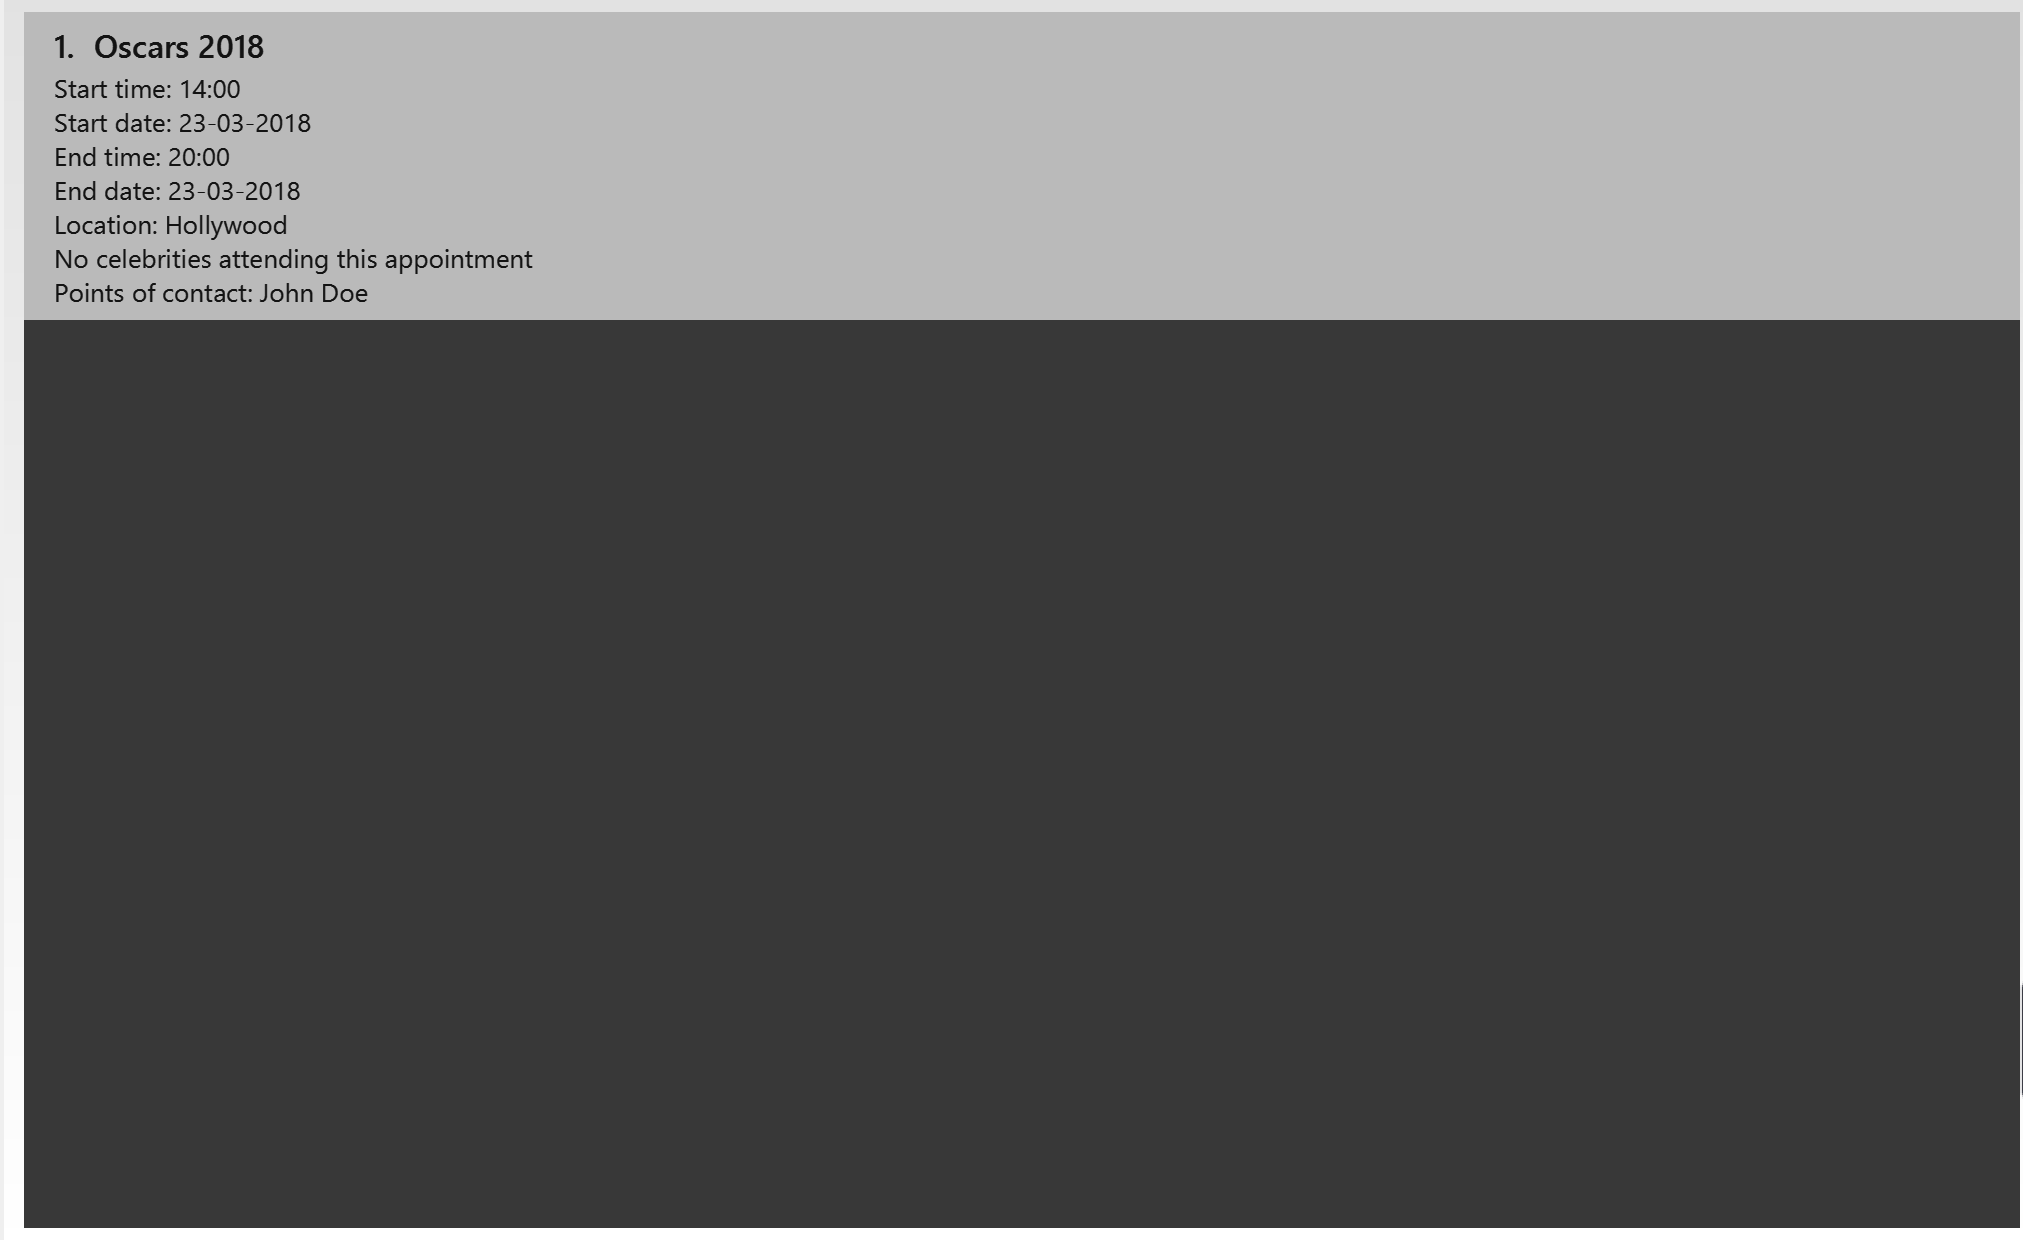 1. Oscars 2018
Start time: 14:00
Start date: 23-03-2018
End time: 20:00
End date: 23-03-2018
Location: Hollywood
No celebrities attending this appointment
Points of contact: John Doe